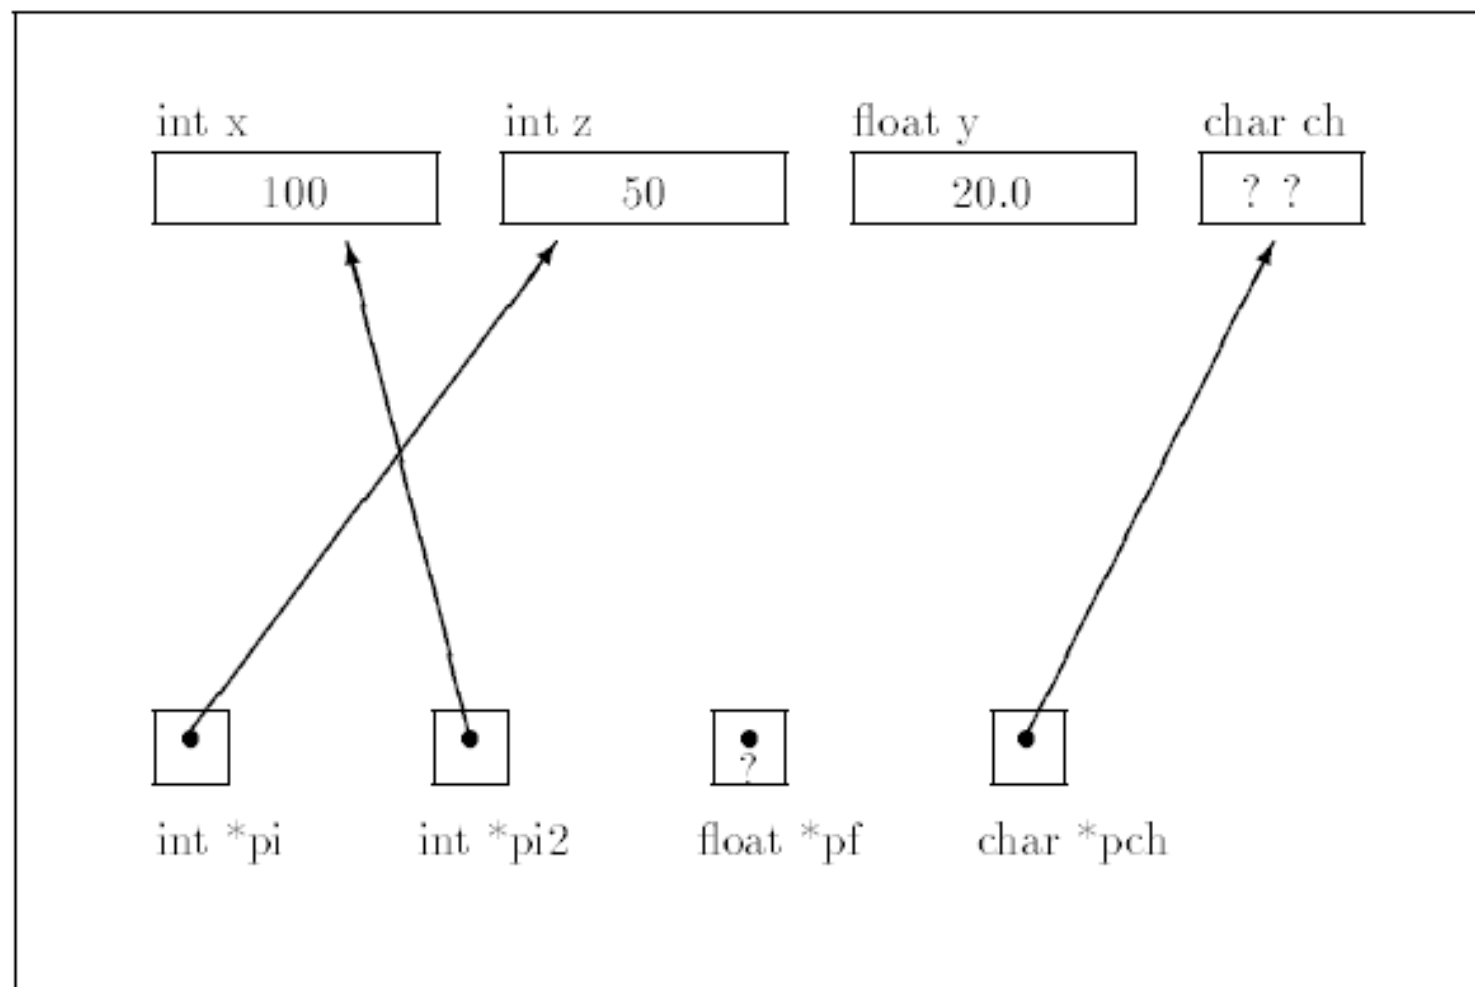 int x int z float y char ch
100 50 20.0 ? ?
?
int *pi int *pi2 float *pf char *pch